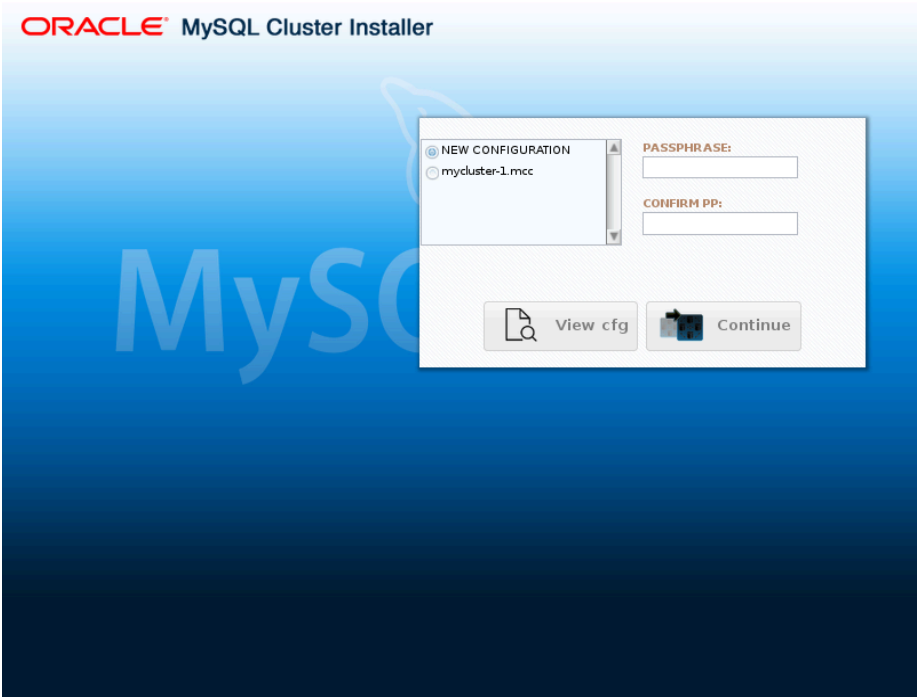 ORACLE® MySQL Cluster Installer
NEW CONFIGURATION
mycluster-1.mcc
PASSPHRASE:
CONFIRM PP:
View cfg
Continue
MySQ